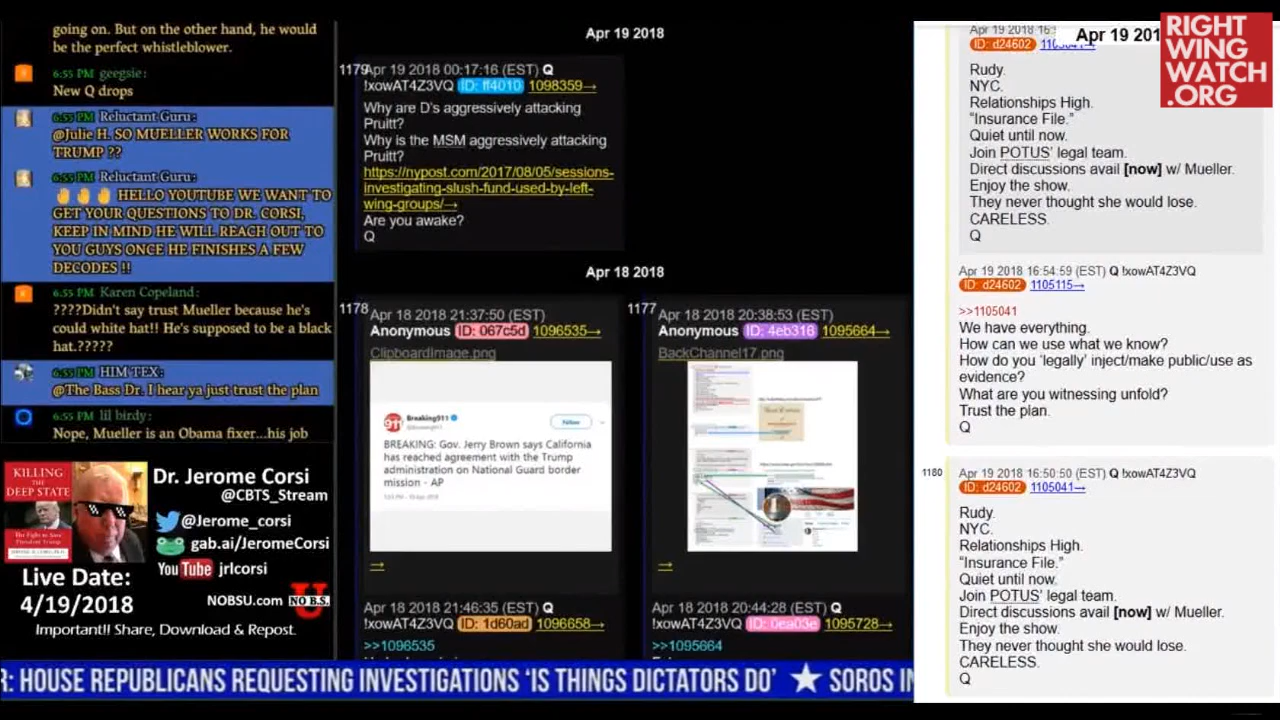 going on. But on the other hand, he would
be the perfect whistleblower.
6:55 PM geegsie:
New Q drops
6:55 PM Reluctant Guru:
@Julie H. SO MUELLER WORKS FOR
TRUMP ??
6:55 PM Reluctant Guru:
HELLO YOUTUBE WE WANT TO
GET YOUR QUESTIONS TO DR. CORSI,
KEEP IN MIND HE WILL REACH OUT TO
YOU GUYS ONCE HE FINISHES A FEW
DECODES !!
6:55 PM Karen Copeland:
????Didn't say trust Mueller because he's
could white hat!! He's supposed to be a black
hat.?????
6:55 PM HIM TEX:
@The Bass Dr. I hear ya just trust the plan
6:55 PM lil birdy:
Nope, Mueller is an Obama fixer...his job
KILLING
THE
DEEP STATE
Dr. Jerome Corsi
@CBTS_Stream
@Jerome_corsi
gab.ai/JeromeCorsi
YouTube jrlcorsi
Live Date:
4/19/2018
NOBSU.com NO B.S.
Important!! Share, Download & Repost.
Apr 19 2018
1179
Apr 19 2018 00:17:16 (EST) Q
!xowAT4Z3VQ ID: ff4010 1098359→
Why are D's aggressively attacking
Pruitt?
Why is the MSM aggressively attacking
Pruitt?
https://nypost.com/2017/08/05/sessions-
investigating-slush-fund-used-by-left-
wing-groups/→
Are you awake?
Q
Apr 18 2018
1178
Apr 18 2018 21:37:50 (EST)
Anonymous ID: 067c5d 1096535→
ClipboardImage.png
911
Breaking911
Follow
BREAKING: Gov. Jerry Brown says California
has reached agreement with the Trump
administration on National Guard border
mission - AP
→
Apr 18 2018 21:46:35 (EST) Q
!xowAT4Z3VQ ID: 1d60ad 1096658→
>>1096535
1177
Apr 18 2018 20:38:53 (EST)
Anonymous ID: 4eb316 1095664→
BackChannel17.png
→
Apr 18 2018 20:44:28 (EST) Q
!xowAT4Z3VQ ID: 0ea03e 1095728→
>>1095664
Apr 19 201
RIGHT
WING
WATCH
.ORG
Apr 19 2018 16:
ID: d24602 1105041→
Rudy.
NYC.
Relationships High.
“Insurance File.”
Quiet until now.
Join POTUS’ legal team.
Direct discussions avail [now] w/ Mueller.
Enjoy the show.
They never thought she would lose.
CARELESS.
Q
Apr 19 2018 16:54:59 (EST) Q !xowAT4Z3VQ
ID: d24602 1105115→
>>1105041
We have everything.
How can we use what we know?
How do you ‘legally’ inject/make public/use as
evidence?
What are you witnessing unfold?
Trust the plan.
Q
1180
Apr 19 2018 16:50:50 (EST) Q !xowAT4Z3VQ
ID: d24602 1105041→
Rudy.
NYC.
Relationships High.
“Insurance File.”
Quiet until now.
Join POTUS’ legal team.
Direct discussions avail [now] w/ Mueller.
Enjoy the show.
They never thought she would lose.
CARELESS.
Q
R: HOUSE REPUBLICANS REQUESTING INVESTIGATIONS ‘IS THINGS DICTATORS DO’ ★ SOROS IN